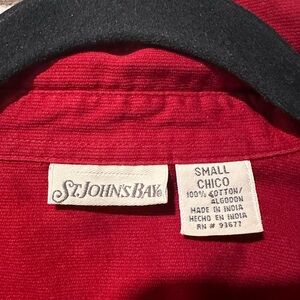 ST. JOHN'S BAY®
SMALL
CHICO
100% COTTON/
ALGODON
MADE IN INDIA
HECHO EN INDIA
RN # 93677